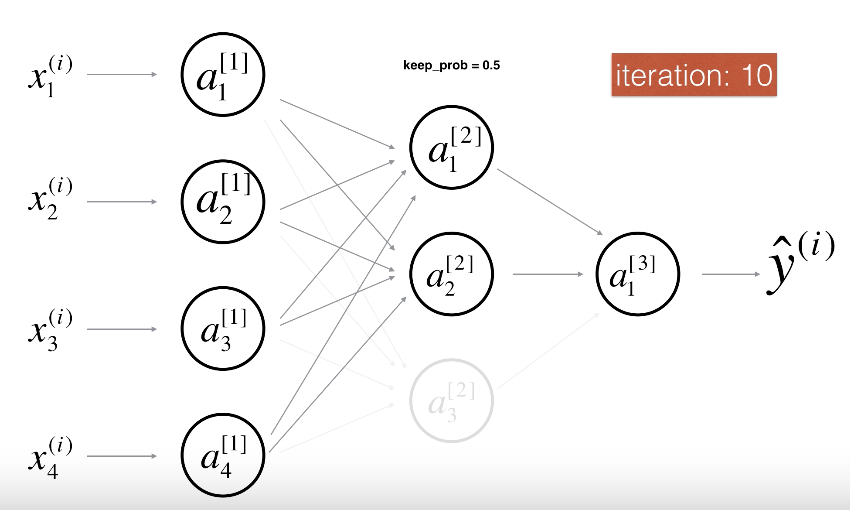 x₁⁽ⁱ⁾
a₁^[1]
keep_prob = 0.5
iteration: 10
a₁^[2]
x₂⁽ⁱ⁾
a₂^[1]
a₂^[2]
a₁^[3]
ŷ⁽ⁱ⁾
x₃⁽ⁱ⁾
a₃^[1]
a₃^[2]
x₄⁽ⁱ⁾
a₄^[1]